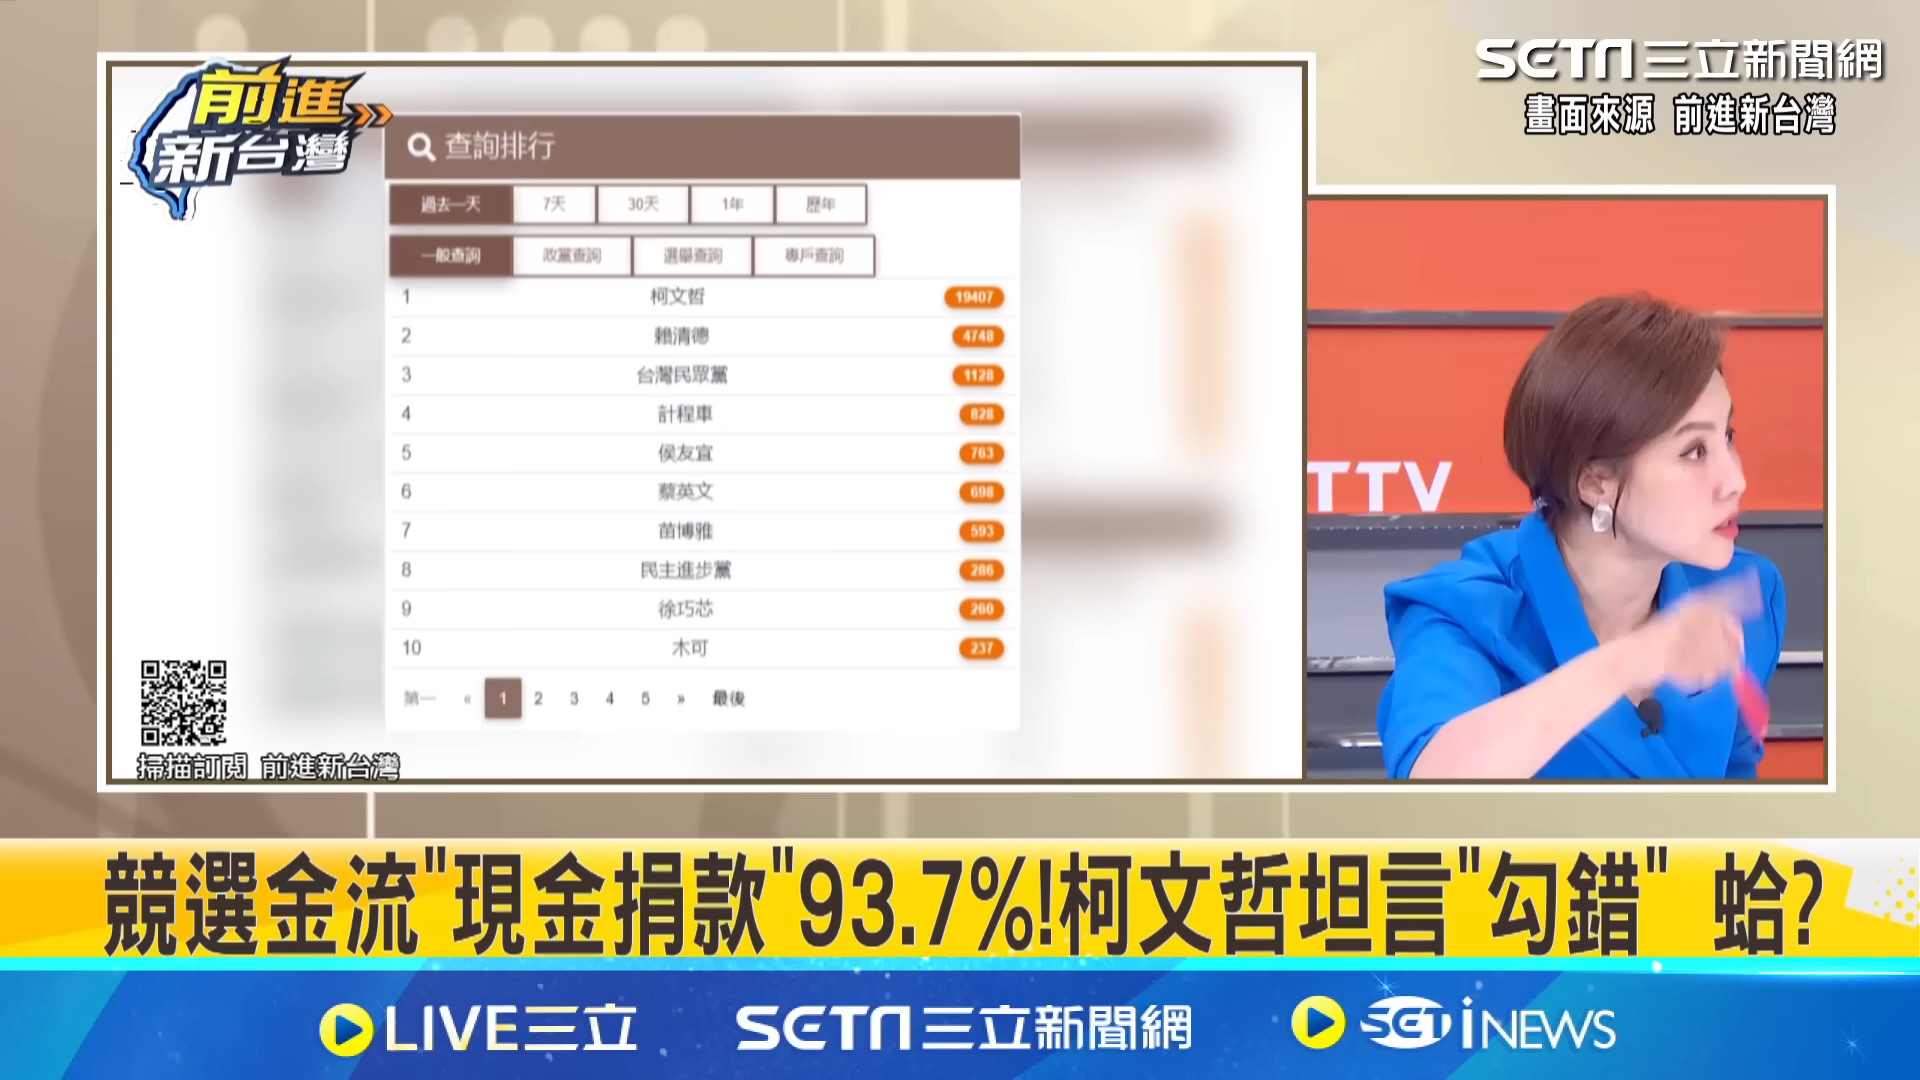 SETN三立新聞網
畫面來源 前進新台灣
前進
新台灣
查詢排行
過去一天 7天 30天 1年 歷年
一般查詢 政黨查詢 選舉查詢 專戶查詢
1 柯文哲 19407
2 賴清德 4748
3 台灣民眾黨 1128
4 計程車 828
5 侯友宜 763
6 蔡英文 698
7 苗博雅 593
8 民主進步黨 286
9 徐巧芯 260
10 木可 237
第一 « 1 2 3 4 5 » 最後
TTV
掃描訂閱 前進新台灣
競選金流"現金捐款"93.7%!柯文哲坦言"勾錯" 蛤?
LIVE三立 SETN三立新聞網 SET iNEWS